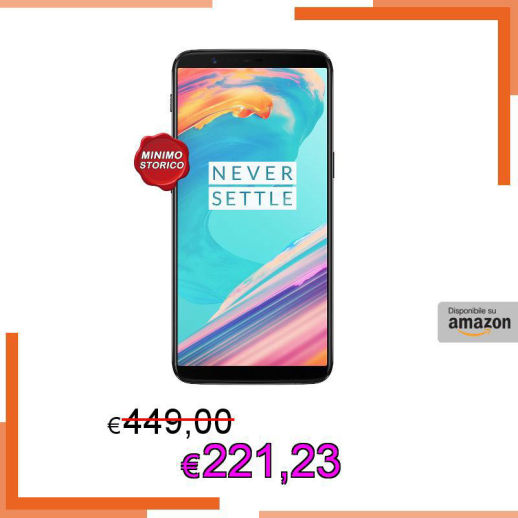 MINIMO
STORICO
NEVER
SETTLE
Disponibile su
amazon
€449,00
€221,23